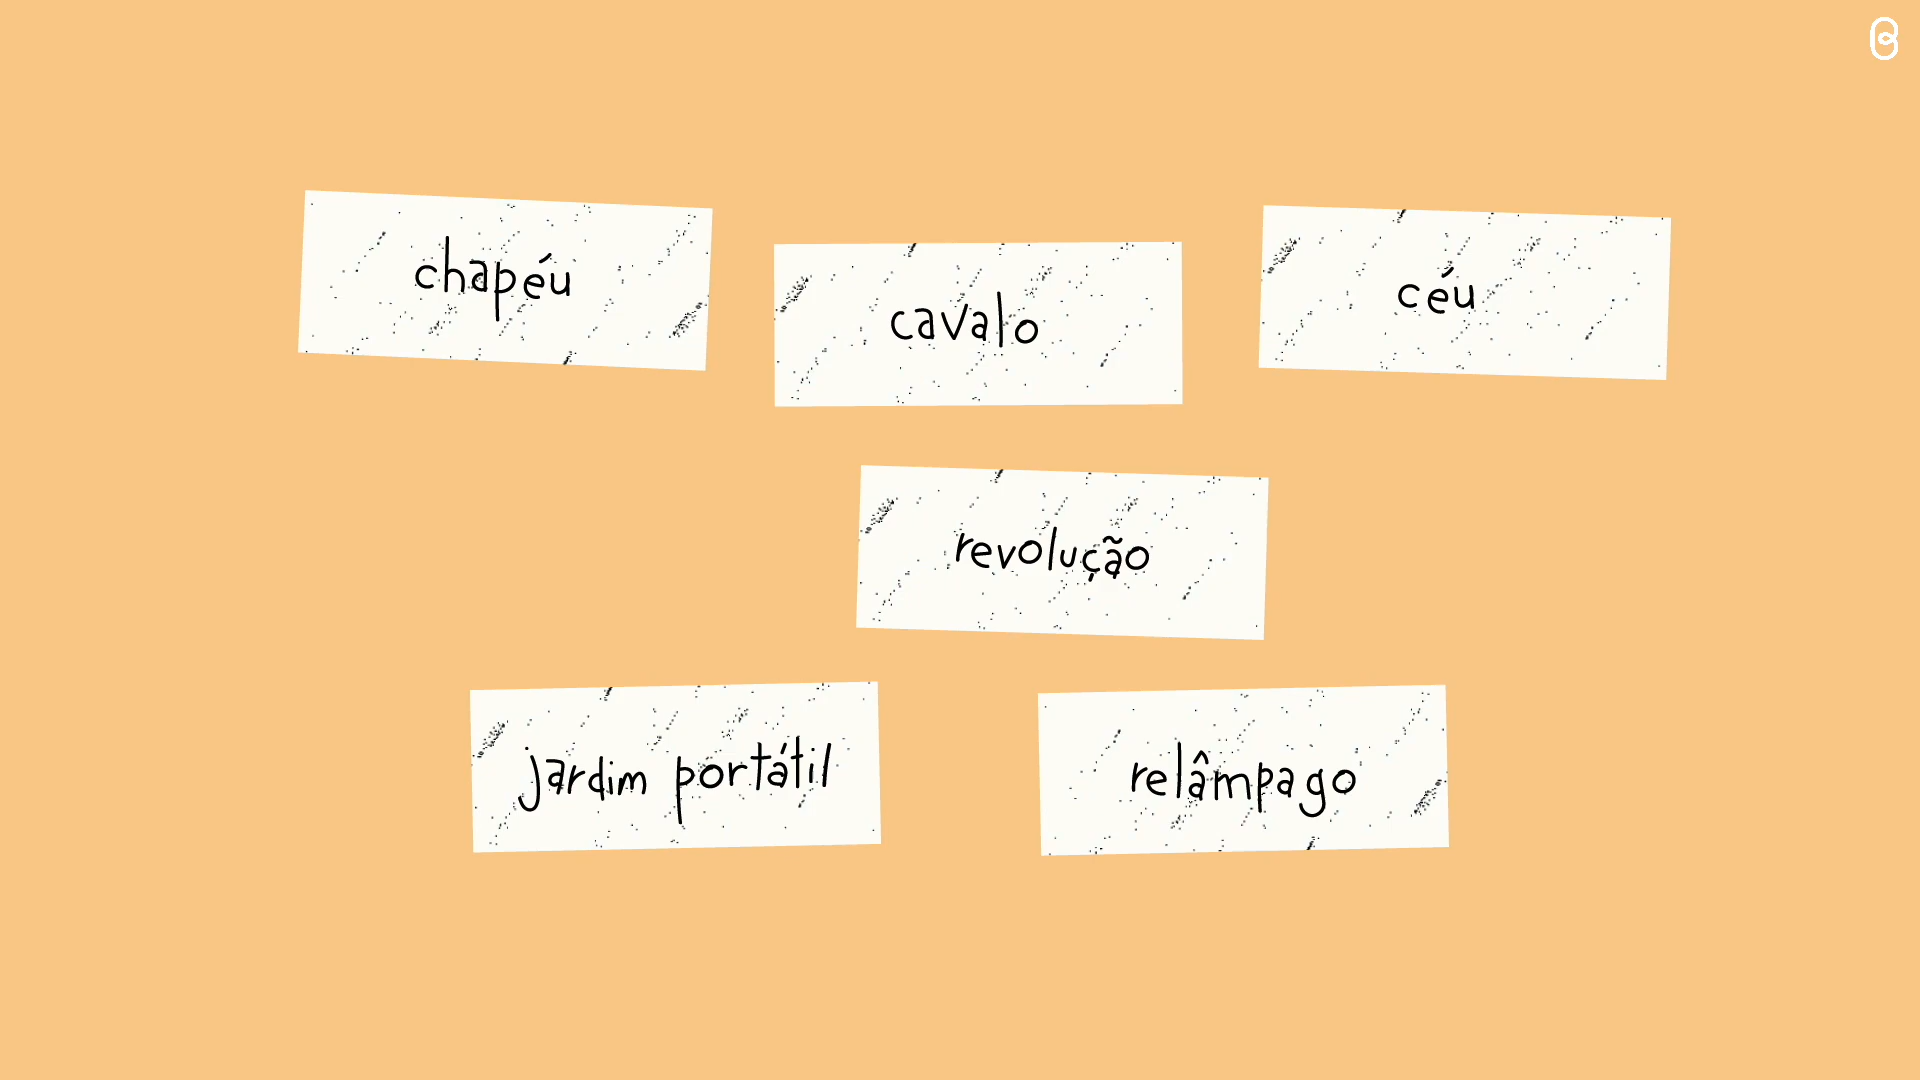 chapéu
cavalo
céu
revolução
jardim portátil
relâmpago